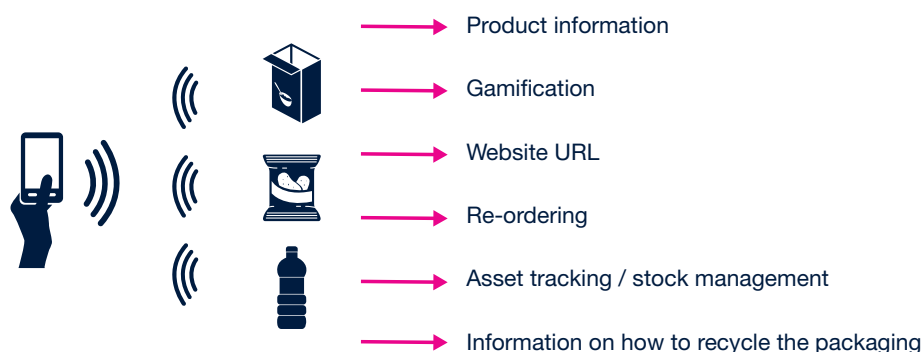 Product information
Gamification
Website URL
Re-ordering
Asset tracking / stock management
Information on how to recycle the packaging